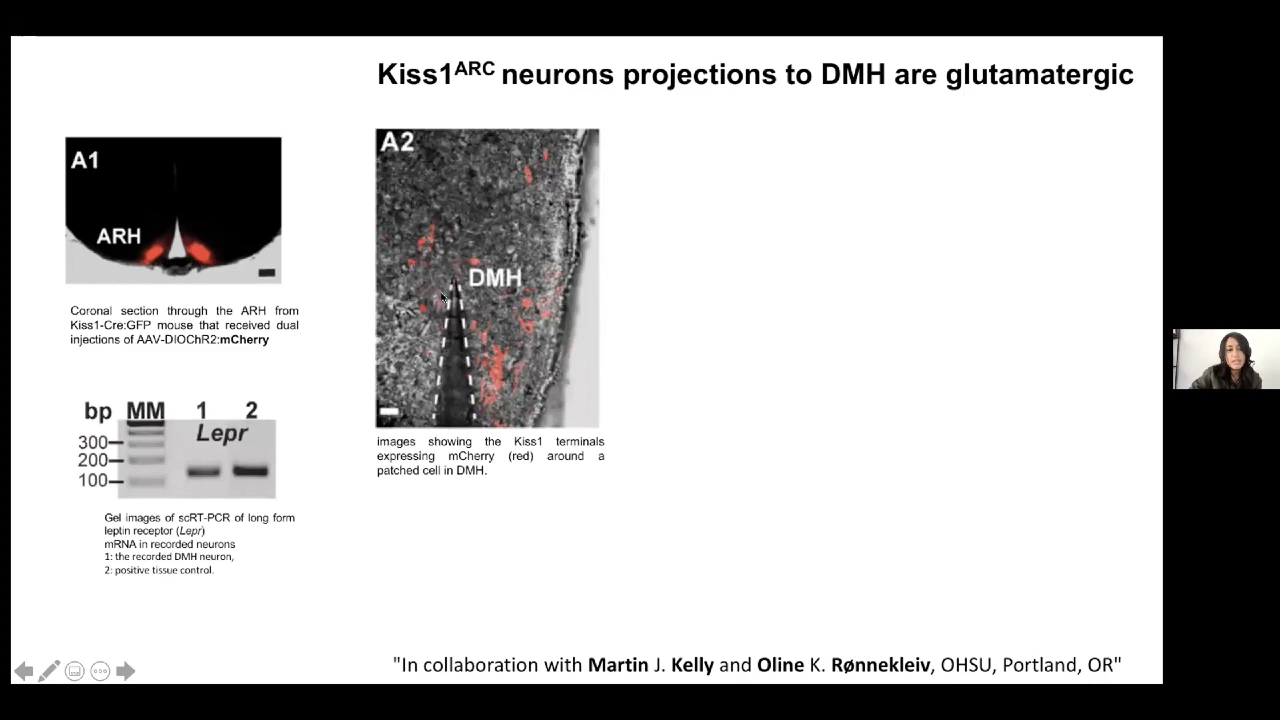 Kiss1ARC neurons projections to DMH are glutamatergic
A1
ARH
Coronal section through the ARH from
Kiss1-Cre:GFP mouse that received dual
injections of AAV-DIOChR2:mCherry
bp MM 1 2
Lepr
300
200
100
Gel images of scRT-PCR of long form
leptin receptor (Lepr)
mRNA in recorded neurons
1: the recorded DMH neuron,
2: positive tissue control.
A2
DMH
images showing the Kiss1 terminals
expressing mCherry (red) around a
patched cell in DMH.
"In collaboration with Martin J. Kelly and Oline K. Rønnekleiv, OHSU, Portland, OR"